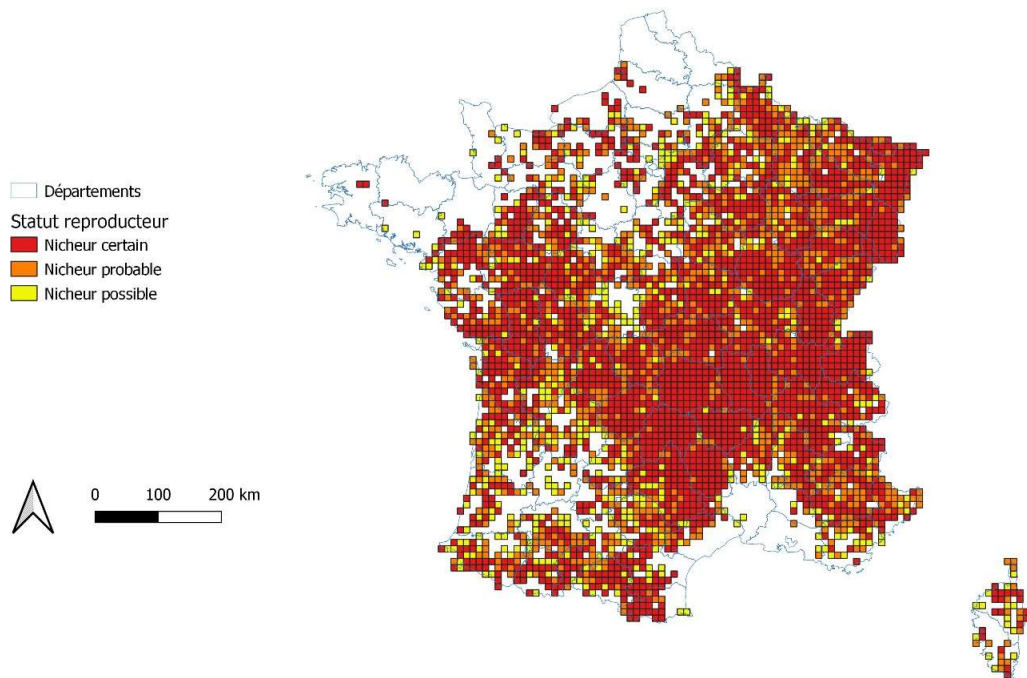 Départements
Statut reproducteur
Nicheur certain
Nicheur probable
Nicheur possible
0 100 200 km